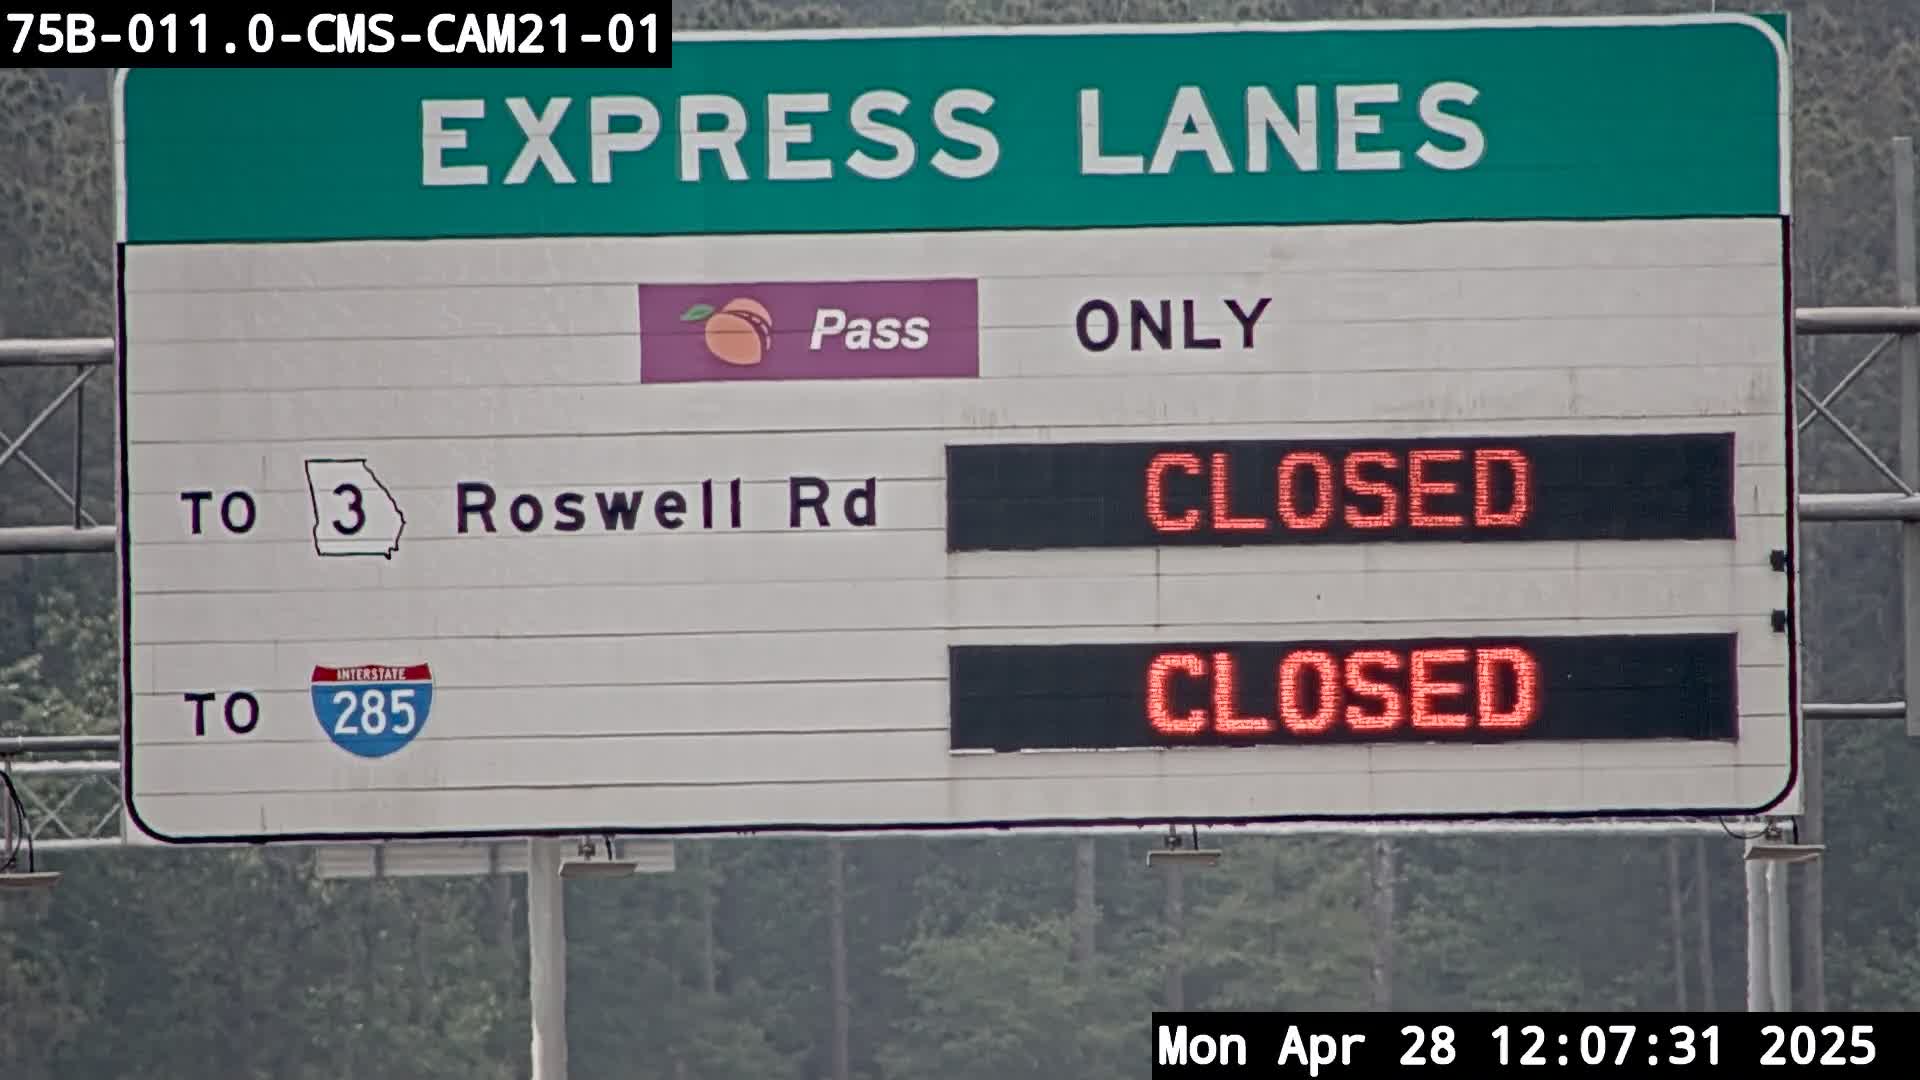 75B-011.0-CMS-CAM21-01
EXPRESS LANES
Pass ONLY
TO 3 Roswell Rd CLOSED
INTERSTATE
TO 285 CLOSED
Mon Apr 28 12:07:31 2025